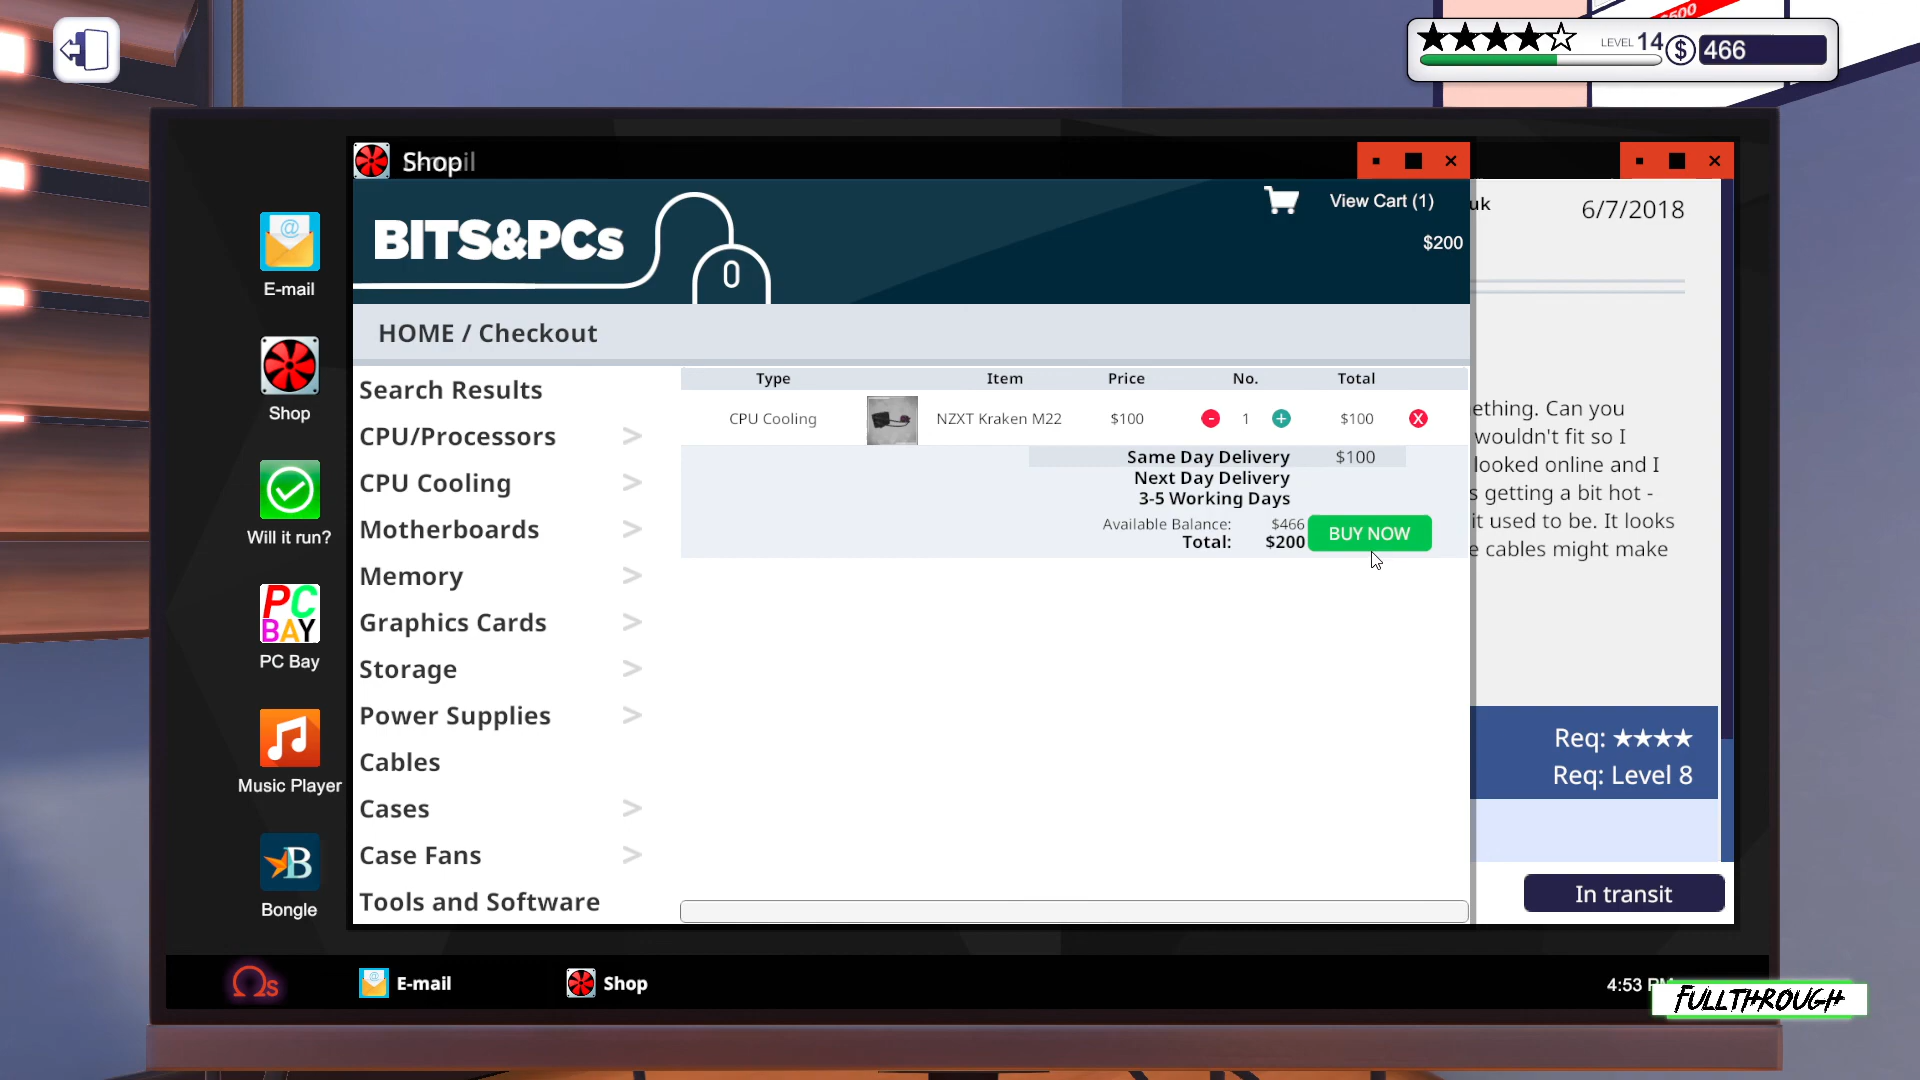 $500
LEVEL 14 $ 466
Shop
View Cart (1)
$200
BITS&PCs
uk
6/7/2018
HOME / Checkout
Search Results
CPU/Processors >
CPU Cooling >
Motherboards >
Memory >
Graphics Cards >
Storage >
Power Supplies >
Cables
Cases >
Case Fans >
Tools and Software
Type Item Price No. Total
CPU Cooling NZXT Kraken M22 $100 - 1 + $100 X
Same Day Delivery $100
Next Day Delivery
3-5 Working Days
Available Balance: $466
Total: $200
BUY NOW
ething. Can you
wouldn't fit so I
looked online and I
s getting a bit hot -
it used to be. It looks
e cables might make
Req: ★★★★
Req: Level 8
In transit
E-mail
Shop
Will it run?
PC BAY
PC Bay
Music Player
B
Bongle
Ωs
E-mail
Shop
4:53 PM
FULLTHROUGH